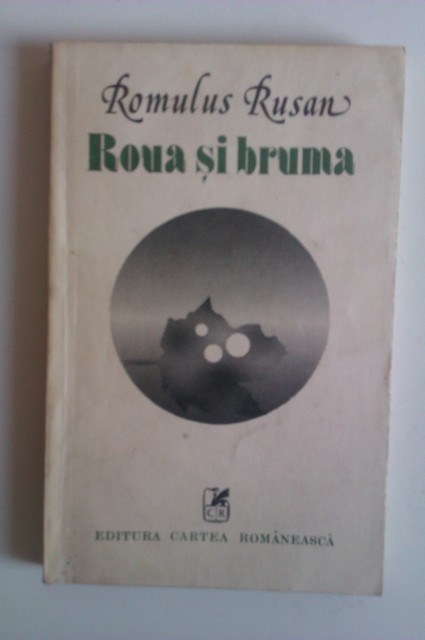 Romulus Rusan
Roua și bruma
CR
EDITURA CARTEA ROMÂNEASCĂ